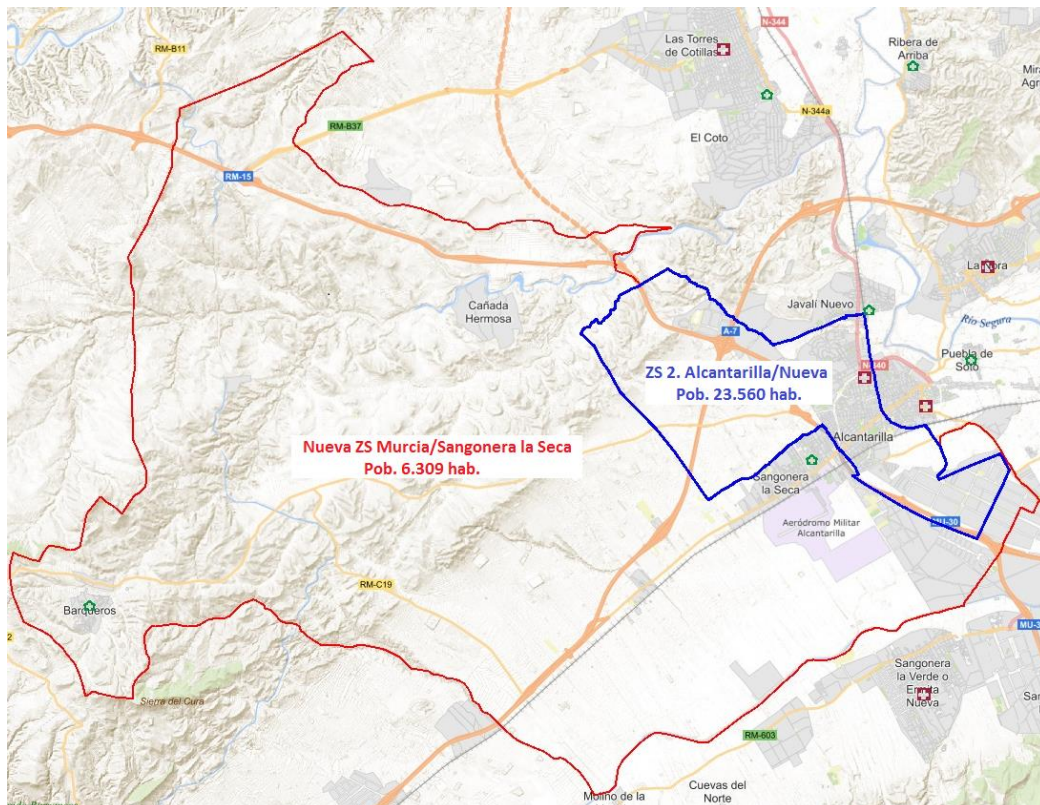 N-344
Las Torres
de Cotillas
Ribera de
Arriba
RM-B11
N-344a
RM-B37
El Coto
RM-15
La Ñora
Cañada
Hermosa
Javalí Nuevo
Río Segura
A-7
Puebla de
Soto
N-340
ZS 2. Alcantarilla/Nueva
Pob. 23.560 hab.
Nueva ZS Murcia/Sangonera la Seca
Pob. 6.309 hab.
Alcantarilla
Sangonera
la Seca
Aeródromo Militar
Alcantarilla
MU-30
RM-C19
Barqueros
Sierra del Cura
Sangonera
la Verde o
Ermita
Nueva
RM-603
Cuevas del
Norte
Molino de la